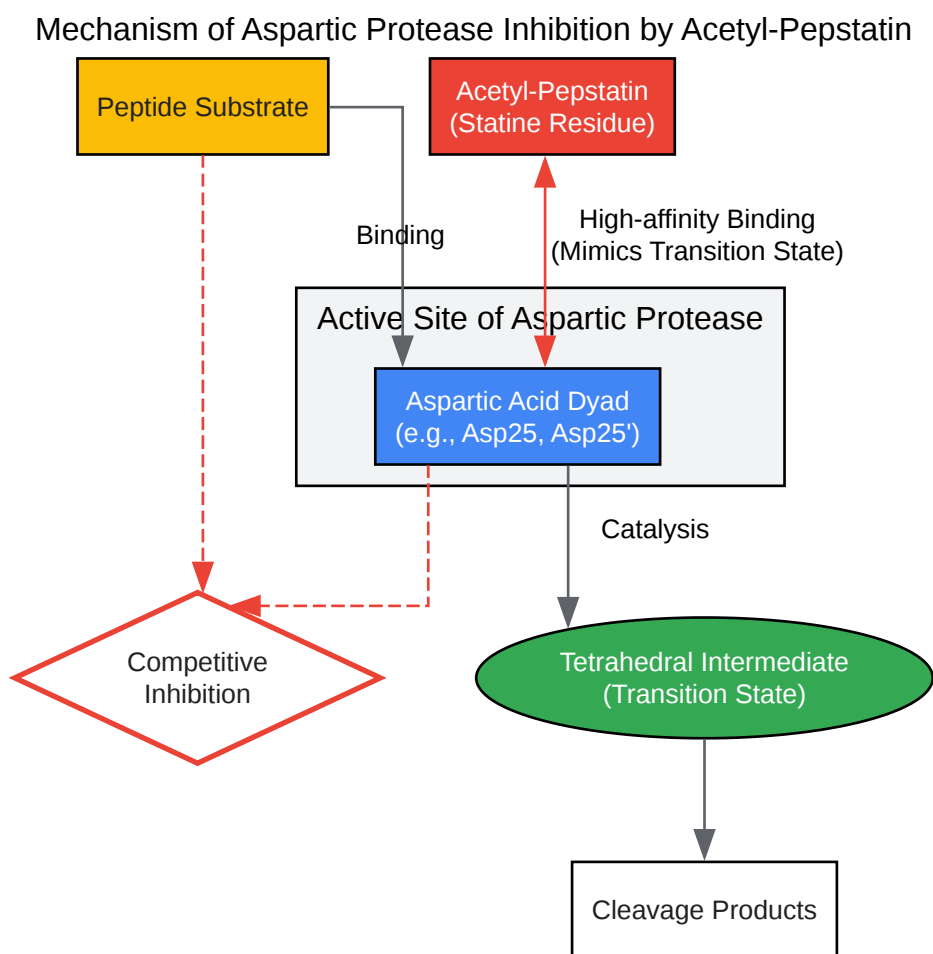 Mechanism of Aspartic Protease Inhibition by Acetyl-Pepstatin
Peptide Substrate
Acetyl-Pepstatin
(Statine Residue)
Binding
High-affinity Binding
(Mimics Transition State)
Active Site of Aspartic Protease
Aspartic Acid Dyad
(e.g., Asp25, Asp25')
Catalysis
Competitive
Inhibition
Tetrahedral Intermediate
(Transition State)
Cleavage Products